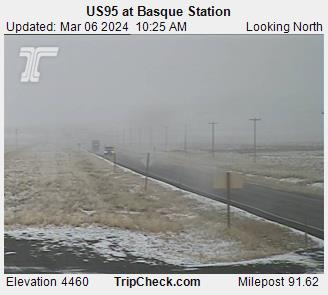 US95 at Basque Station
Updated: Mar 06 2024 10:25 AM Looking North
Elevation 4460 TripCheck.com Milepost 91.62